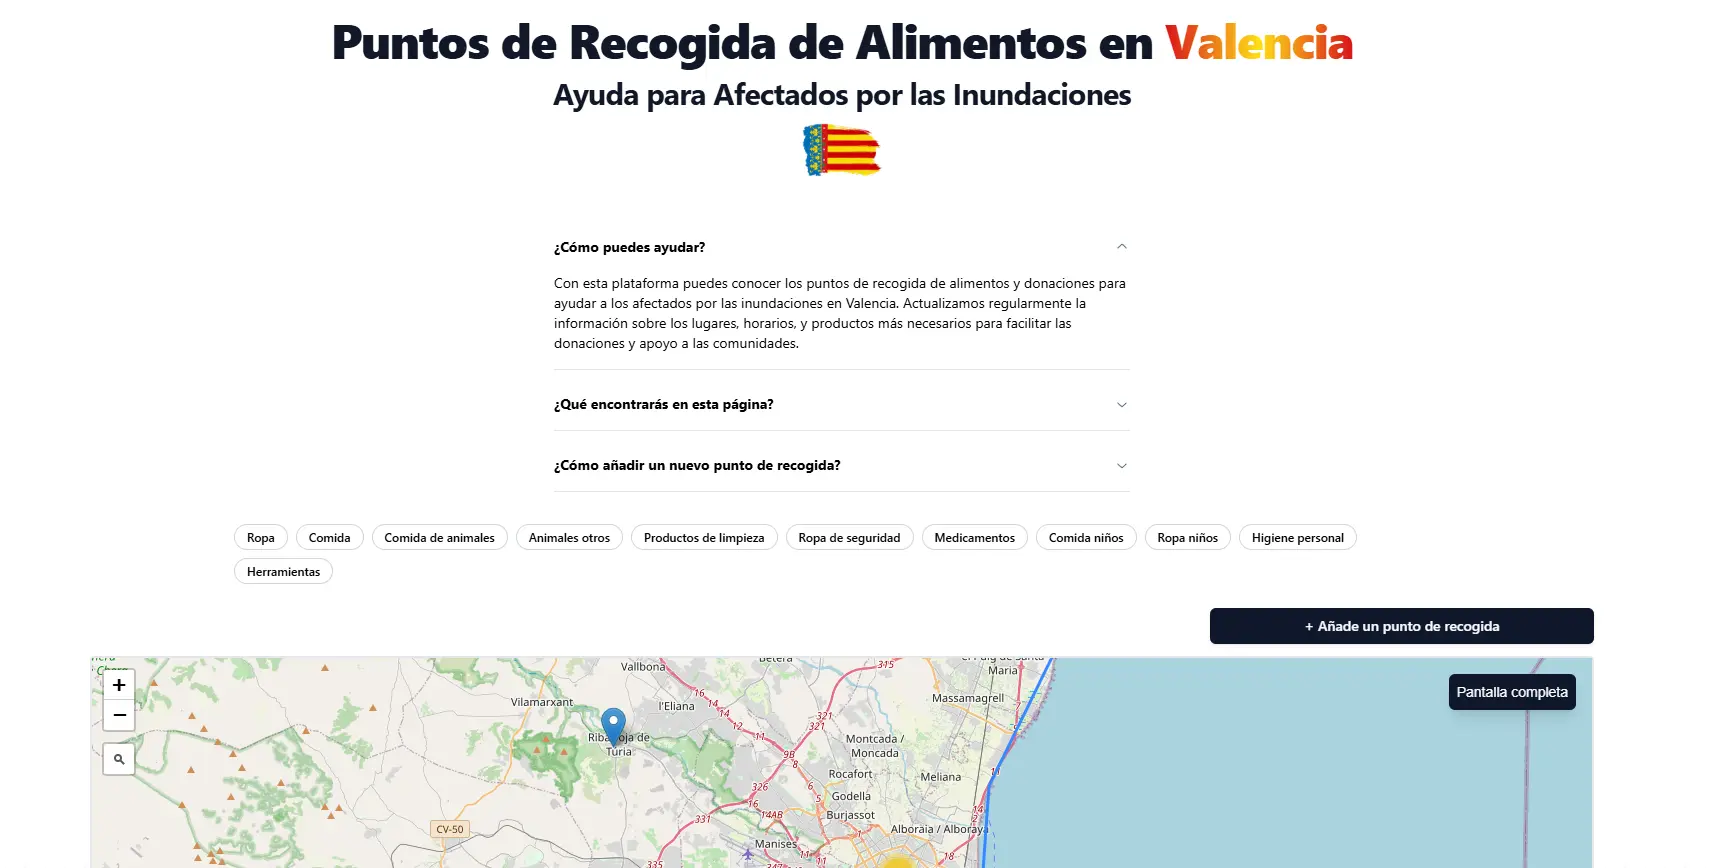 Puntos de Recogida de Alimentos en Valencia
Ayuda para Afectados por las Inundaciones
¿Cómo puedes ayudar?
Con esta plataforma puedes conocer los puntos de recogida de alimentos y donaciones para
ayudar a los afectados por las inundaciones en Valencia. Actualizamos regularmente la
información sobre los lugares, horarios, y productos más necesarios para facilitar las
donaciones y apoyo a las comunidades.
¿Qué encontrarás en esta página?
¿Cómo añadir un nuevo punto de recogida?
Ropa
Comida
Comida de animales
Animales otros
Productos de limpieza
Ropa de seguridad
Medicamentos
Comida niños
Ropa niños
Higiene personal
Herramientas
+ Añade un punto de recogida
+
−
Pantalla completa
Vallbona
Bétera
315
Maria
Vilamarxant
l'Eliana
16
14
12
321
Massamagrell
Túria
321
9B
8
Montcada /
Moncada
326
6
5
Rocafort
Meliana
11
16
14AB
Godella
Burjassot
14
12
CV-50
331
Alboraia / Alboraya
Manises
11
16
18
335